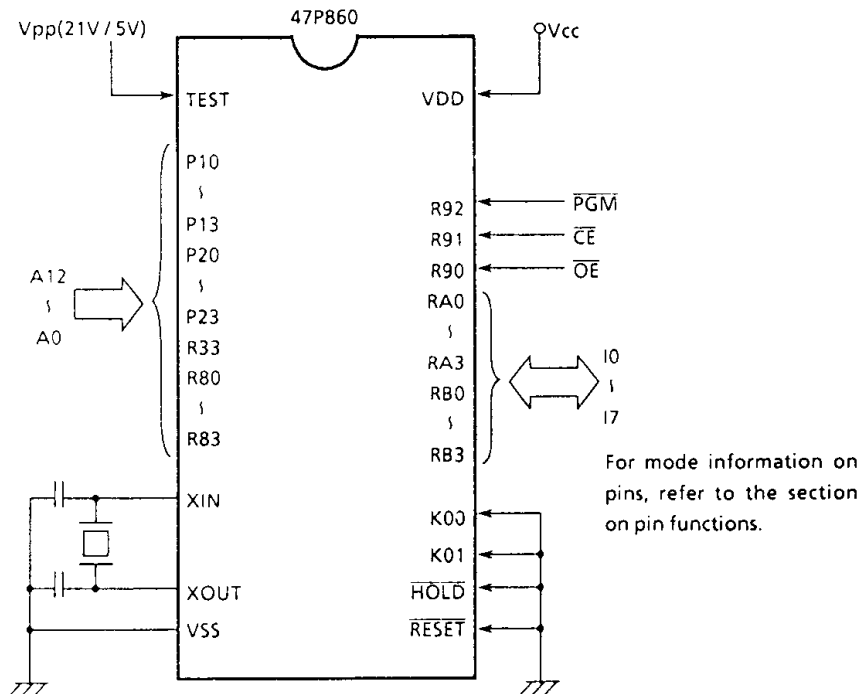 47P860
Vpp(21V / 5V)
Vcc
TEST
VDD
P10
~
P13
P20
~
P23
R33
R80
~
R83
A12
~
A0
R92
PGM
R91
CE
R90
OE
RA0
~
RA3
RB0
~
RB3
I0
~
I7
For mode information on
pins, refer to the section
on pin functions.
XIN
XOUT
VSS
K00
K01
HOLD
RESET